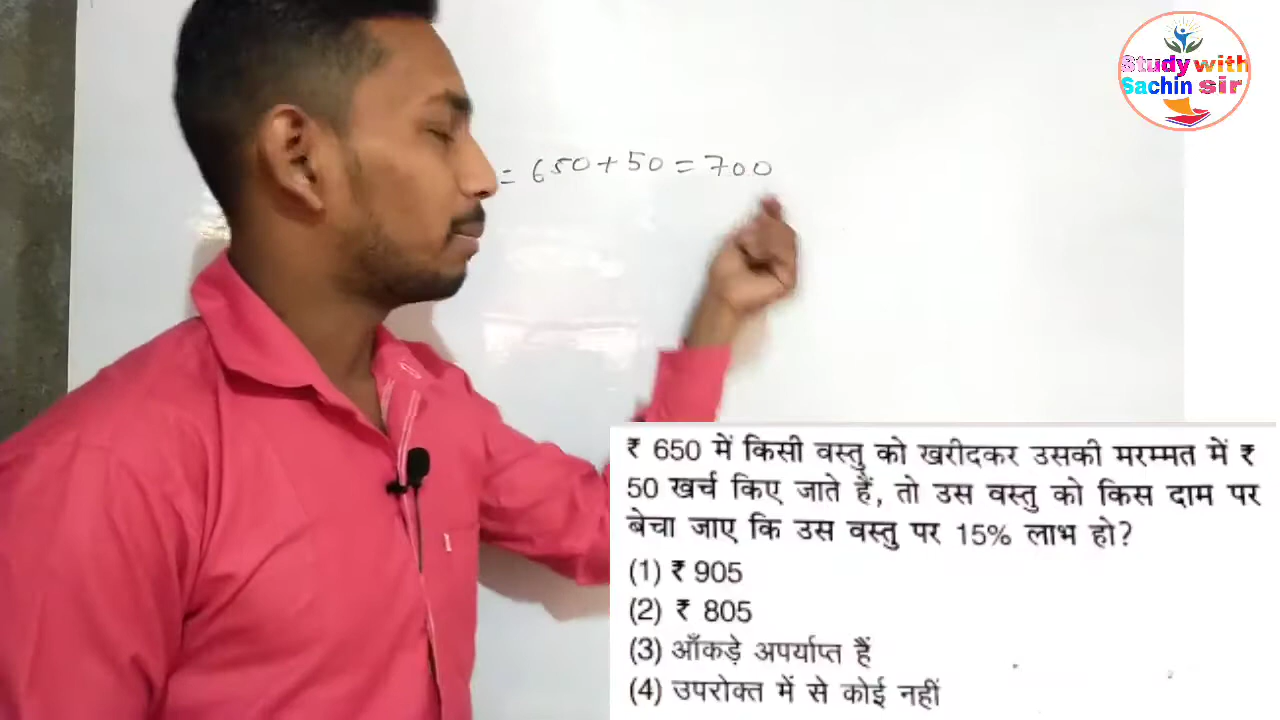 Study with
Sachin sir
= 650 + 50 = 700
₹ 650 में किसी वस्तु को खरीदकर उसकी मरम्मत में ₹
50 खर्च किए जाते हैं, तो उस वस्तु को किस दाम पर
बेचा जाए कि उस वस्तु पर 15% लाभ हो?
(1) ₹ 905
(2) ₹ 805
(3) आँकड़े अपर्याप्त हैं
(4) उपरोक्त में से कोई नहीं